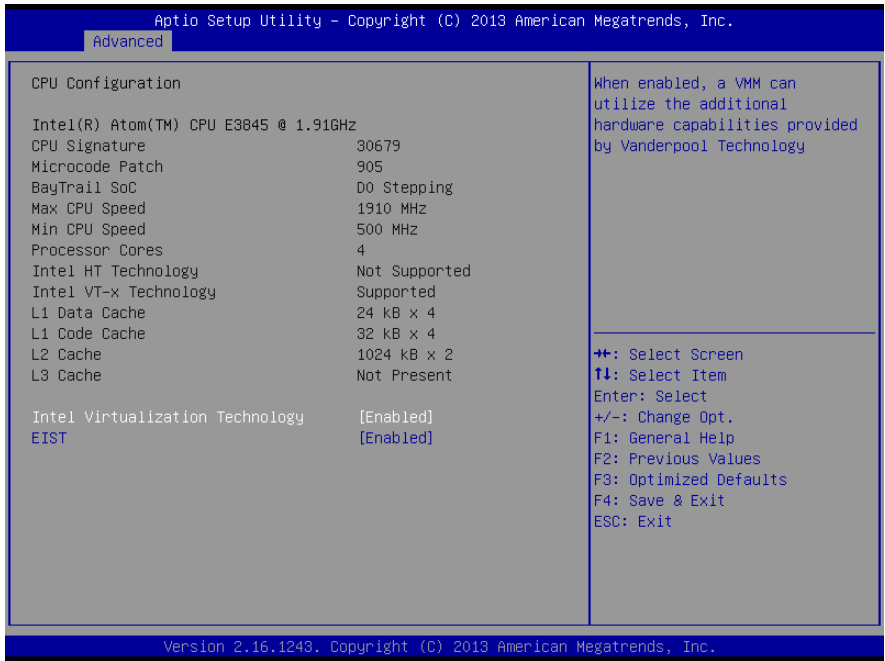 Aptio Setup Utility – Copyright (C) 2013 American Megatrends, Inc.
Advanced
CPU Configuration
Intel(R) Atom(TM) CPU E3845 @ 1.91GHz
CPU Signature 30679
Microcode Patch 905
BayTrail SoC D0 Stepping
Max CPU Speed 1910 MHz
Min CPU Speed 500 MHz
Processor Cores 4
Intel HT Technology Not Supported
Intel VT-x Technology Supported
L1 Data Cache 24 kB x 4
L1 Code Cache 32 kB x 4
L2 Cache 1024 kB x 2
L3 Cache Not Present
Intel Virtualization Technology [Enabled]
EIST [Enabled]
When enabled, a VMM can
utilize the additional
hardware capabilities provided
by Vanderpool Technology
→←: Select Screen
↑↓: Select Item
Enter: Select
+/-: Change Opt.
F1: General Help
F2: Previous Values
F3: Optimized Defaults
F4: Save & Exit
ESC: Exit
Version 2.16.1243. Copyright (C) 2013 American Megatrends, Inc.